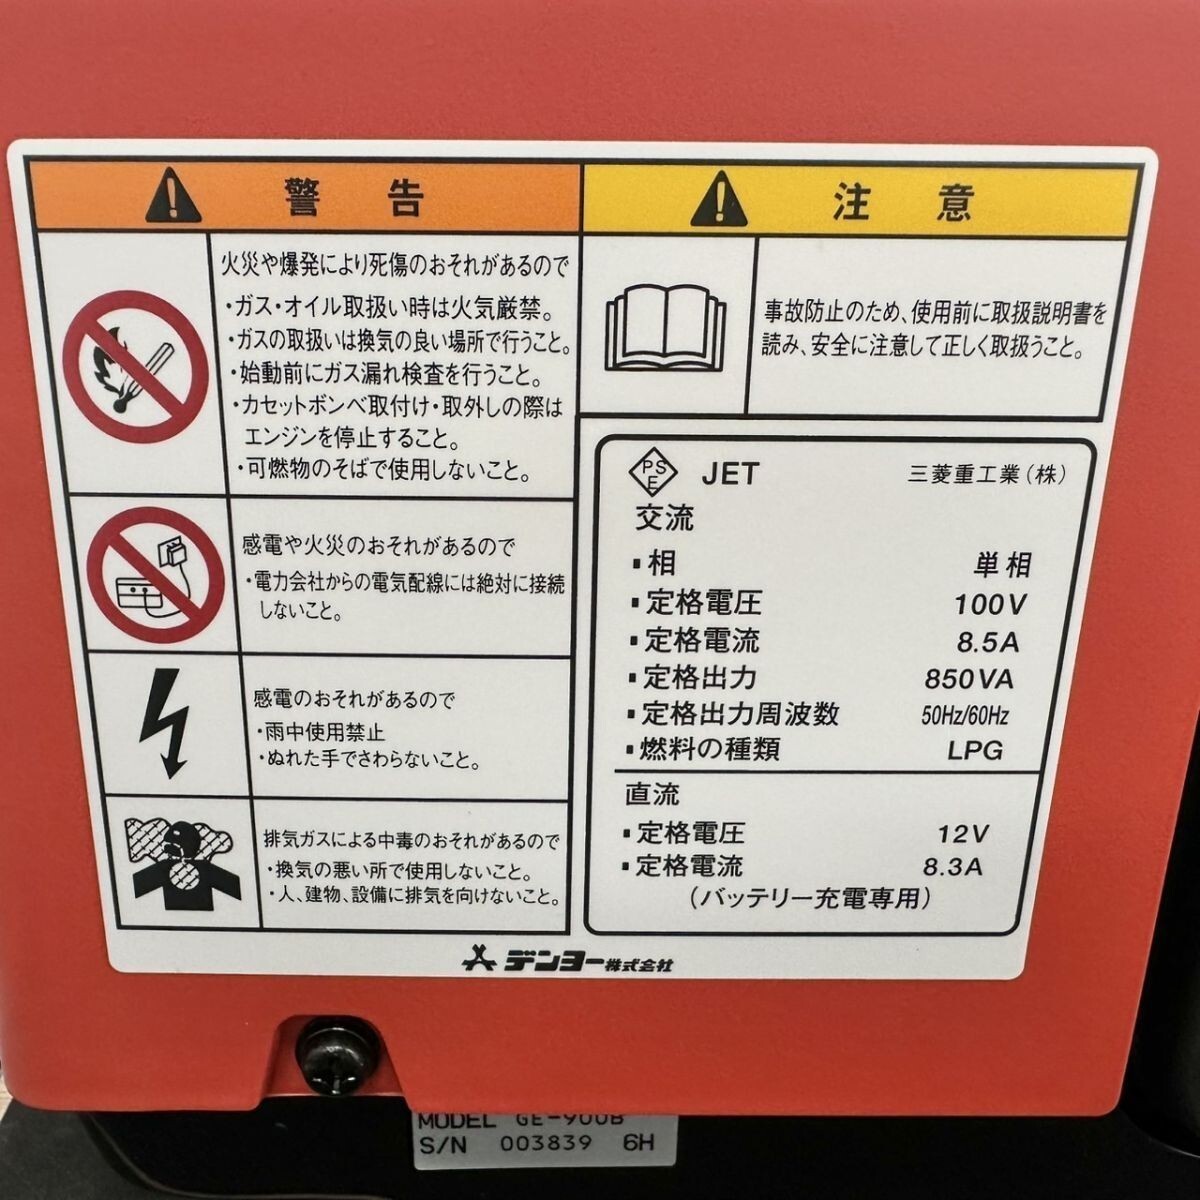 警告
火災や爆発により死傷のおそれがあるので
・ガス・オイル取扱い時は火気厳禁。
・ガスの取扱いは換気の良い場所で行うこと。
・始動前にガス漏れ検査を行うこと。
・カセットボンベ取付け・取外しの際は
エンジンを停止すること。
・可燃物のそばで使用しないこと。
感電や火災のおそれがあるので
・電力会社からの電気配線には絶対に接続
しないこと。
感電のおそれがあるので
・雨中使用禁止
・ぬれた手でさわらないこと。
排気ガスによる中毒のおそれがあるので
・換気の悪い所で使用しないこと。
・人、建物、設備に排気を向けないこと。
注意
事故防止のため、使用前に取扱説明書を
読み、安全に注意して正しく取扱うこと。
PSE JET 三菱重工業(株)
交流
・相 単相
・定格電圧 100V
・定格電流 8.5A
・定格出力 850VA
・定格出力周波数 50Hz/60Hz
・燃料の種類 LPG
直流
・定格電圧 12V
・定格電流 8.3A
(バッテリー充電専用)
デンヨー株式会社
MODEL GE-900B
S/N 003839 6H